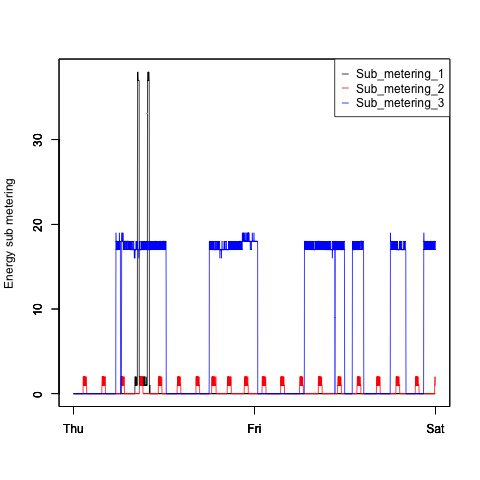 Sub_metering_1
Sub_metering_2
Sub_metering_3
Energy sub metering
30
20
10
0
Thu Fri Sat